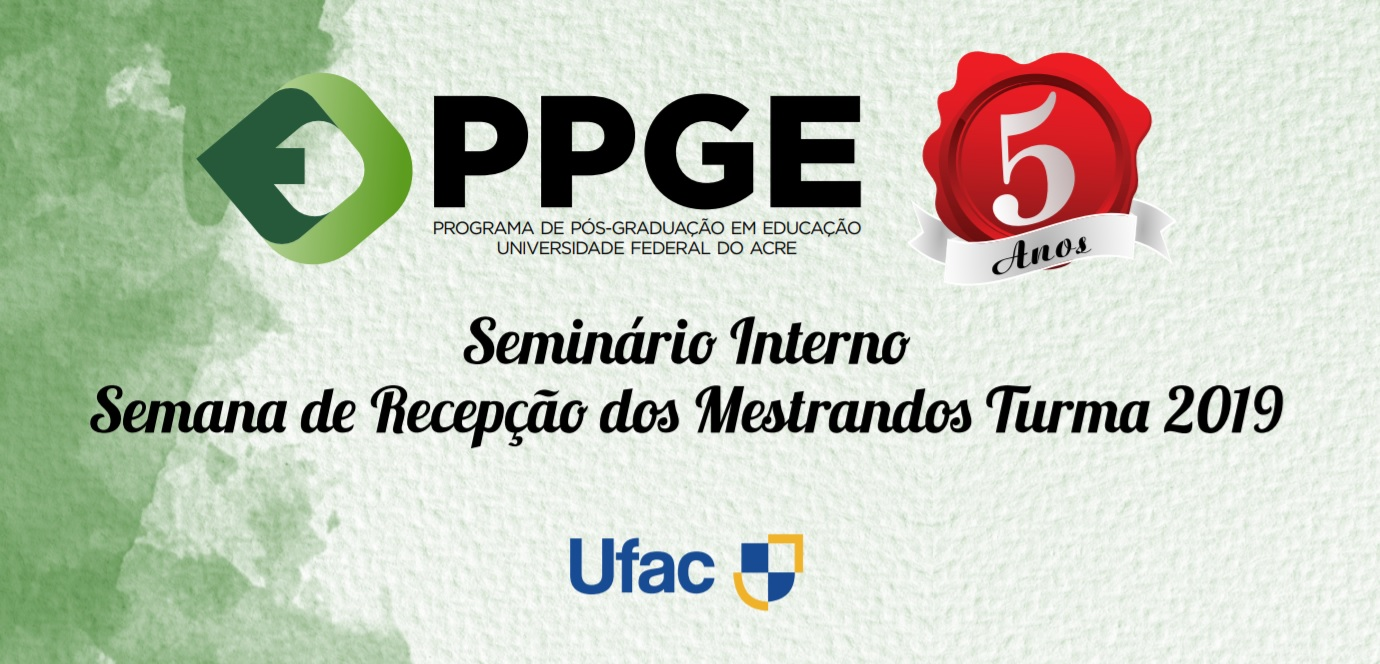 PPGE
PROGRAMA DE PÓS-GRADUAÇÃO EM EDUCAÇÃO
UNIVERSIDADE FEDERAL DO ACRE
5
Anos
Seminário Interno
Semana de Recepção dos Mestrandos Turma 2019
Ufac